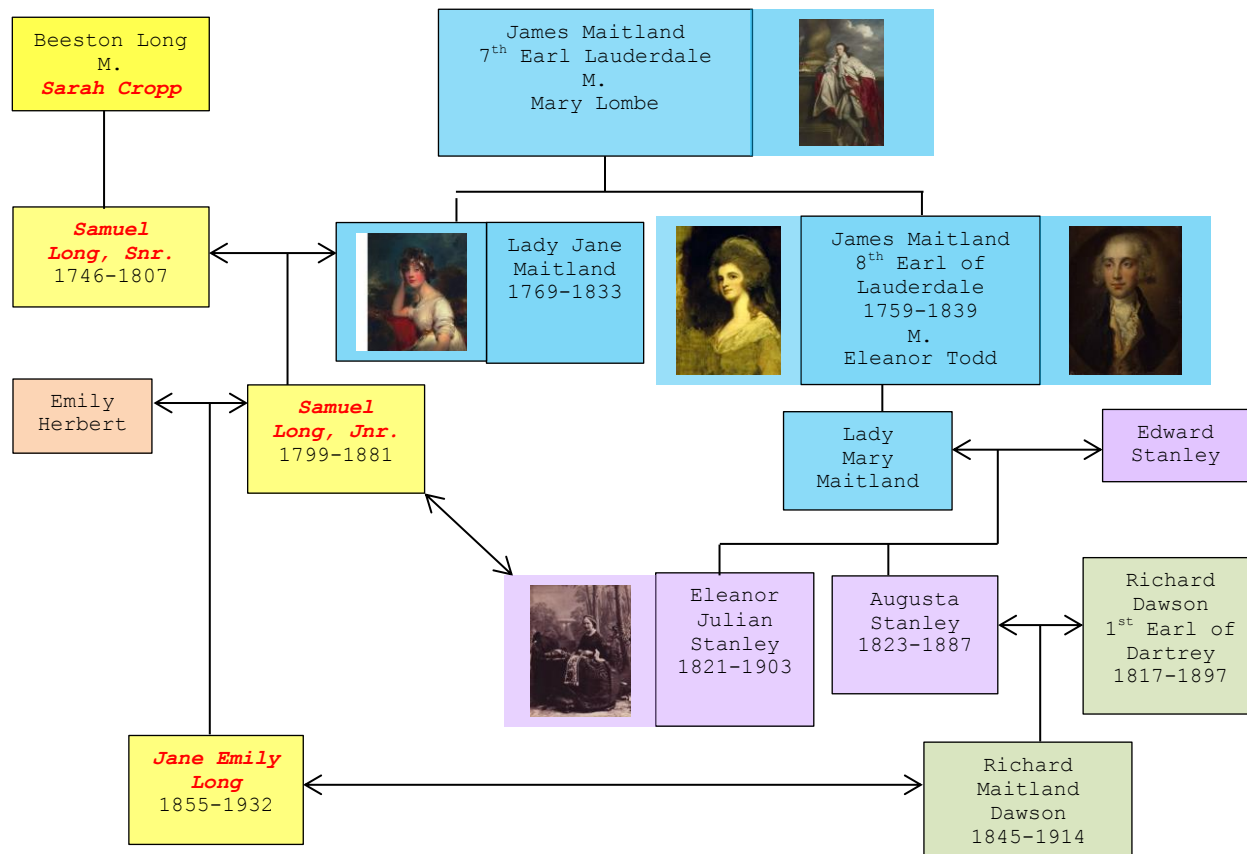 Beeston Long
M.
Sarah Cropp
James Maitland
7th Earl Lauderdale
M.
Mary Lombe
Samuel
Long, Snr.
1746-1807
Lady Jane
Maitland
1769-1833
James Maitland
8th Earl of
Lauderdale
1759-1839
M.
Eleanor Todd
Emily
Herbert
Samuel
Long, Jnr.
1799-1881
Lady
Mary
Maitland
Edward
Stanley
Eleanor
Julian
Stanley
1821-1903
Augusta
Stanley
1823-1887
Richard
Dawson
1st Earl of
Dartrey
1817-1897
Jane Emily
Long
1855-1932
Richard
Maitland
Dawson
1845-1914